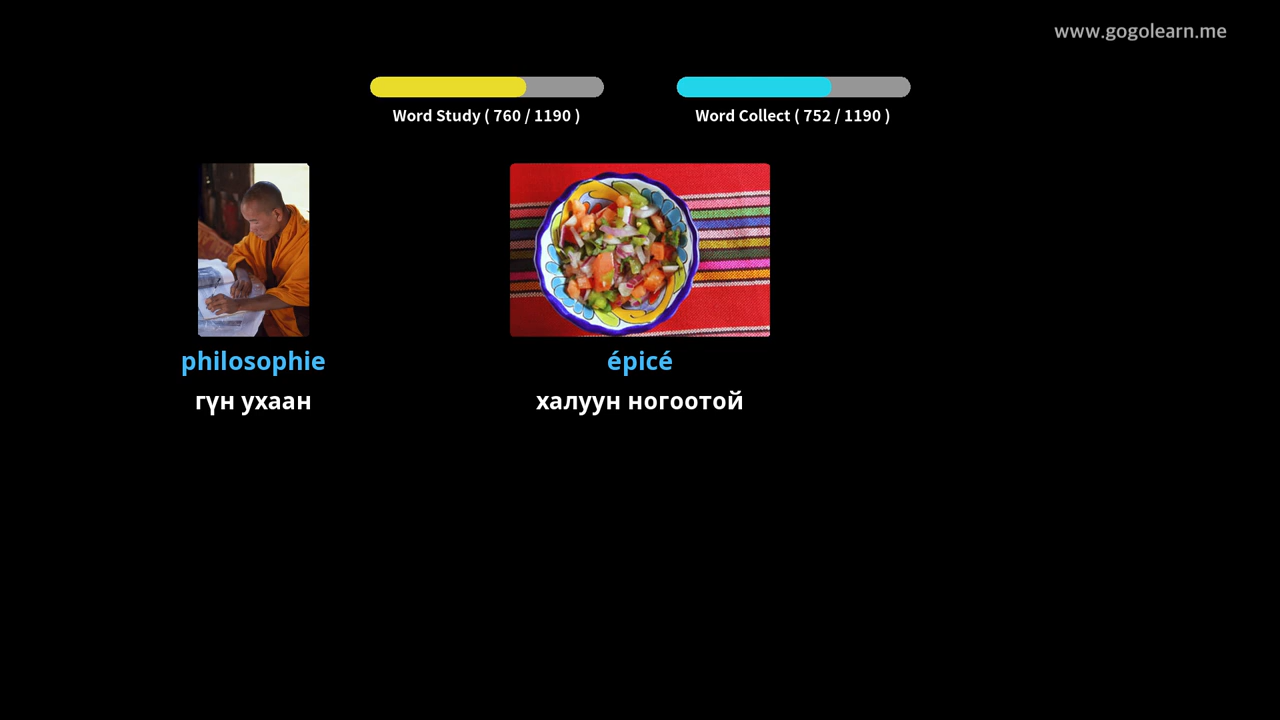 www.gogolearn.me
Word Study ( 760 / 1190 )
Word Collect ( 752 / 1190 )
philosophie
гүн ухаан
épicé
халуун ногоотой